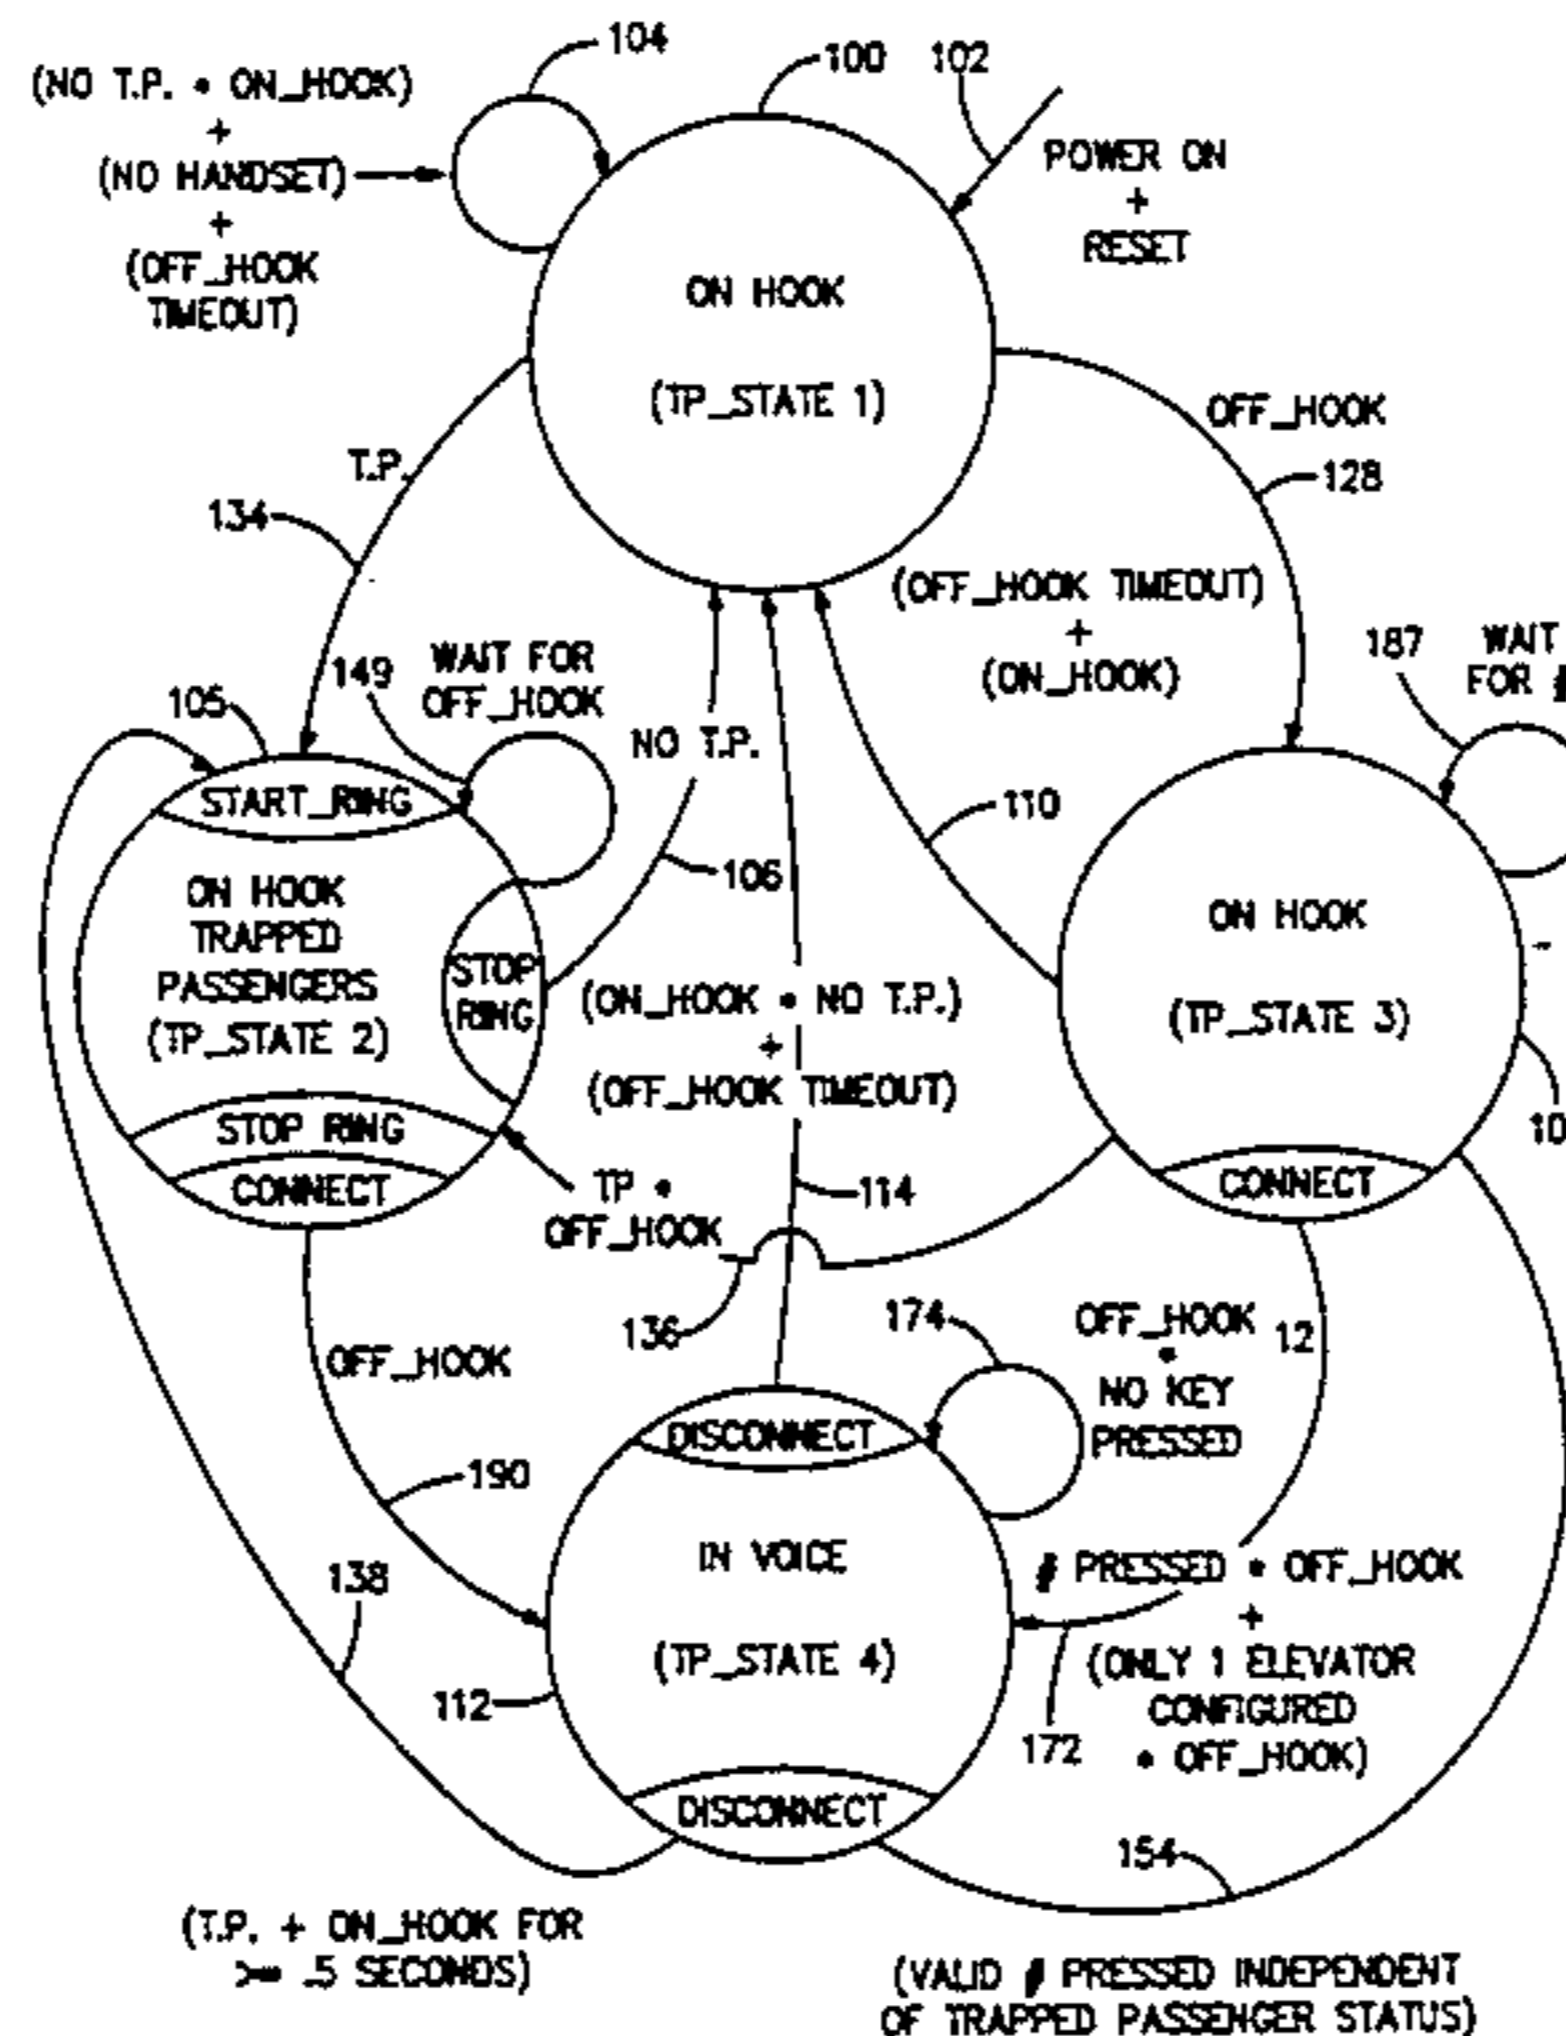 104
100
102
(NO T.P. • ON_HOOK)
+
(NO HANDSET)
+
(OFF_HOOK
TIMEOUT)
POWER ON
+
RESET
ON HOOK
(TP_STATE 1)
OFF_HOOK
128
T.P.
134
(OFF_HOOK TIMEOUT)
+
(ON_HOOK)
187
WAIT
FOR #
149
WAIT FOR
OFF_HOOK
105
NO T.P.
START_RING
110
106
ON HOOK
TRAPPED
PASSENGERS
(TP_STATE 2)
STOP
RING
ON HOOK
(TP_STATE 3)
(ON_HOOK • NO T.P.)
+
(OFF_HOOK TIMEOUT)
10
STOP RING
CONNECT
TP •
OFF_HOOK
114
CONNECT
136
174
OFF_HOOK
•
NO KEY
PRESSED
12
OFF_HOOK
DISCONNECT
190
IN VOICE
(TP_STATE 4)
# PRESSED • OFF_HOOK
+
(ONLY 1 ELEVATOR
CONFIGURED
• OFF_HOOK)
138
112
172
DISCONNECT
154
(T.P. + ON_HOOK FOR
>= .5 SECONDS)
(VALID # PRESSED INDEPENDENT
OF TRAPPED PASSENGER STATUS)